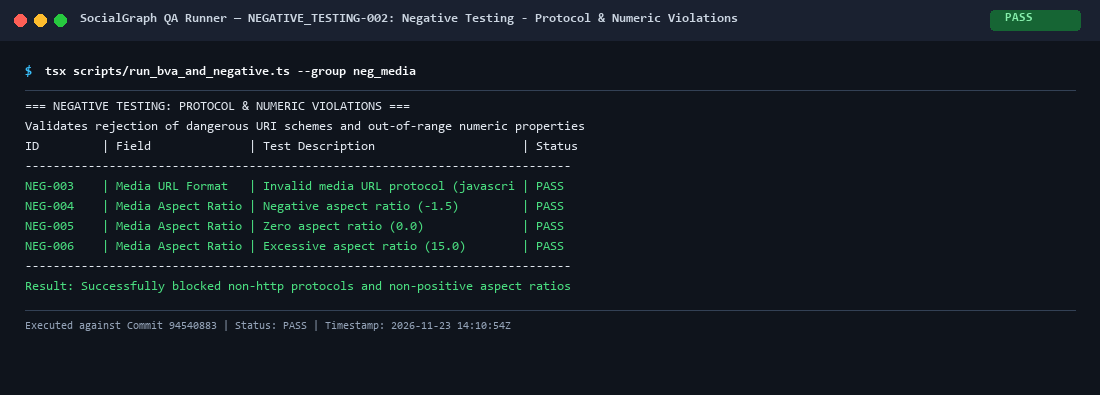 SocialGraph QA Runner — NEGATIVE_TESTING-002: Negative Testing - Protocol & Numeric Violations PASS
$ tsx scripts/run_bva_and_negative.ts --group neg_media
=== NEGATIVE TESTING: PROTOCOL & NUMERIC VIOLATIONS ===
Validates rejection of dangerous URI schemes and out-of-range numeric properties
ID | Field | Test Description | Status
------------------------------------------------------------------------------
NEG-003 | Media URL Format | Invalid media URL protocol (javascri | PASS
NEG-004 | Media Aspect Ratio | Negative aspect ratio (-1.5) | PASS
NEG-005 | Media Aspect Ratio | Zero aspect ratio (0.0) | PASS
NEG-006 | Media Aspect Ratio | Excessive aspect ratio (15.0) | PASS
------------------------------------------------------------------------------
Result: Successfully blocked non-http protocols and non-positive aspect ratios
Executed against Commit 94540883 | Status: PASS | Timestamp: 2026-11-23 14:10:54Z